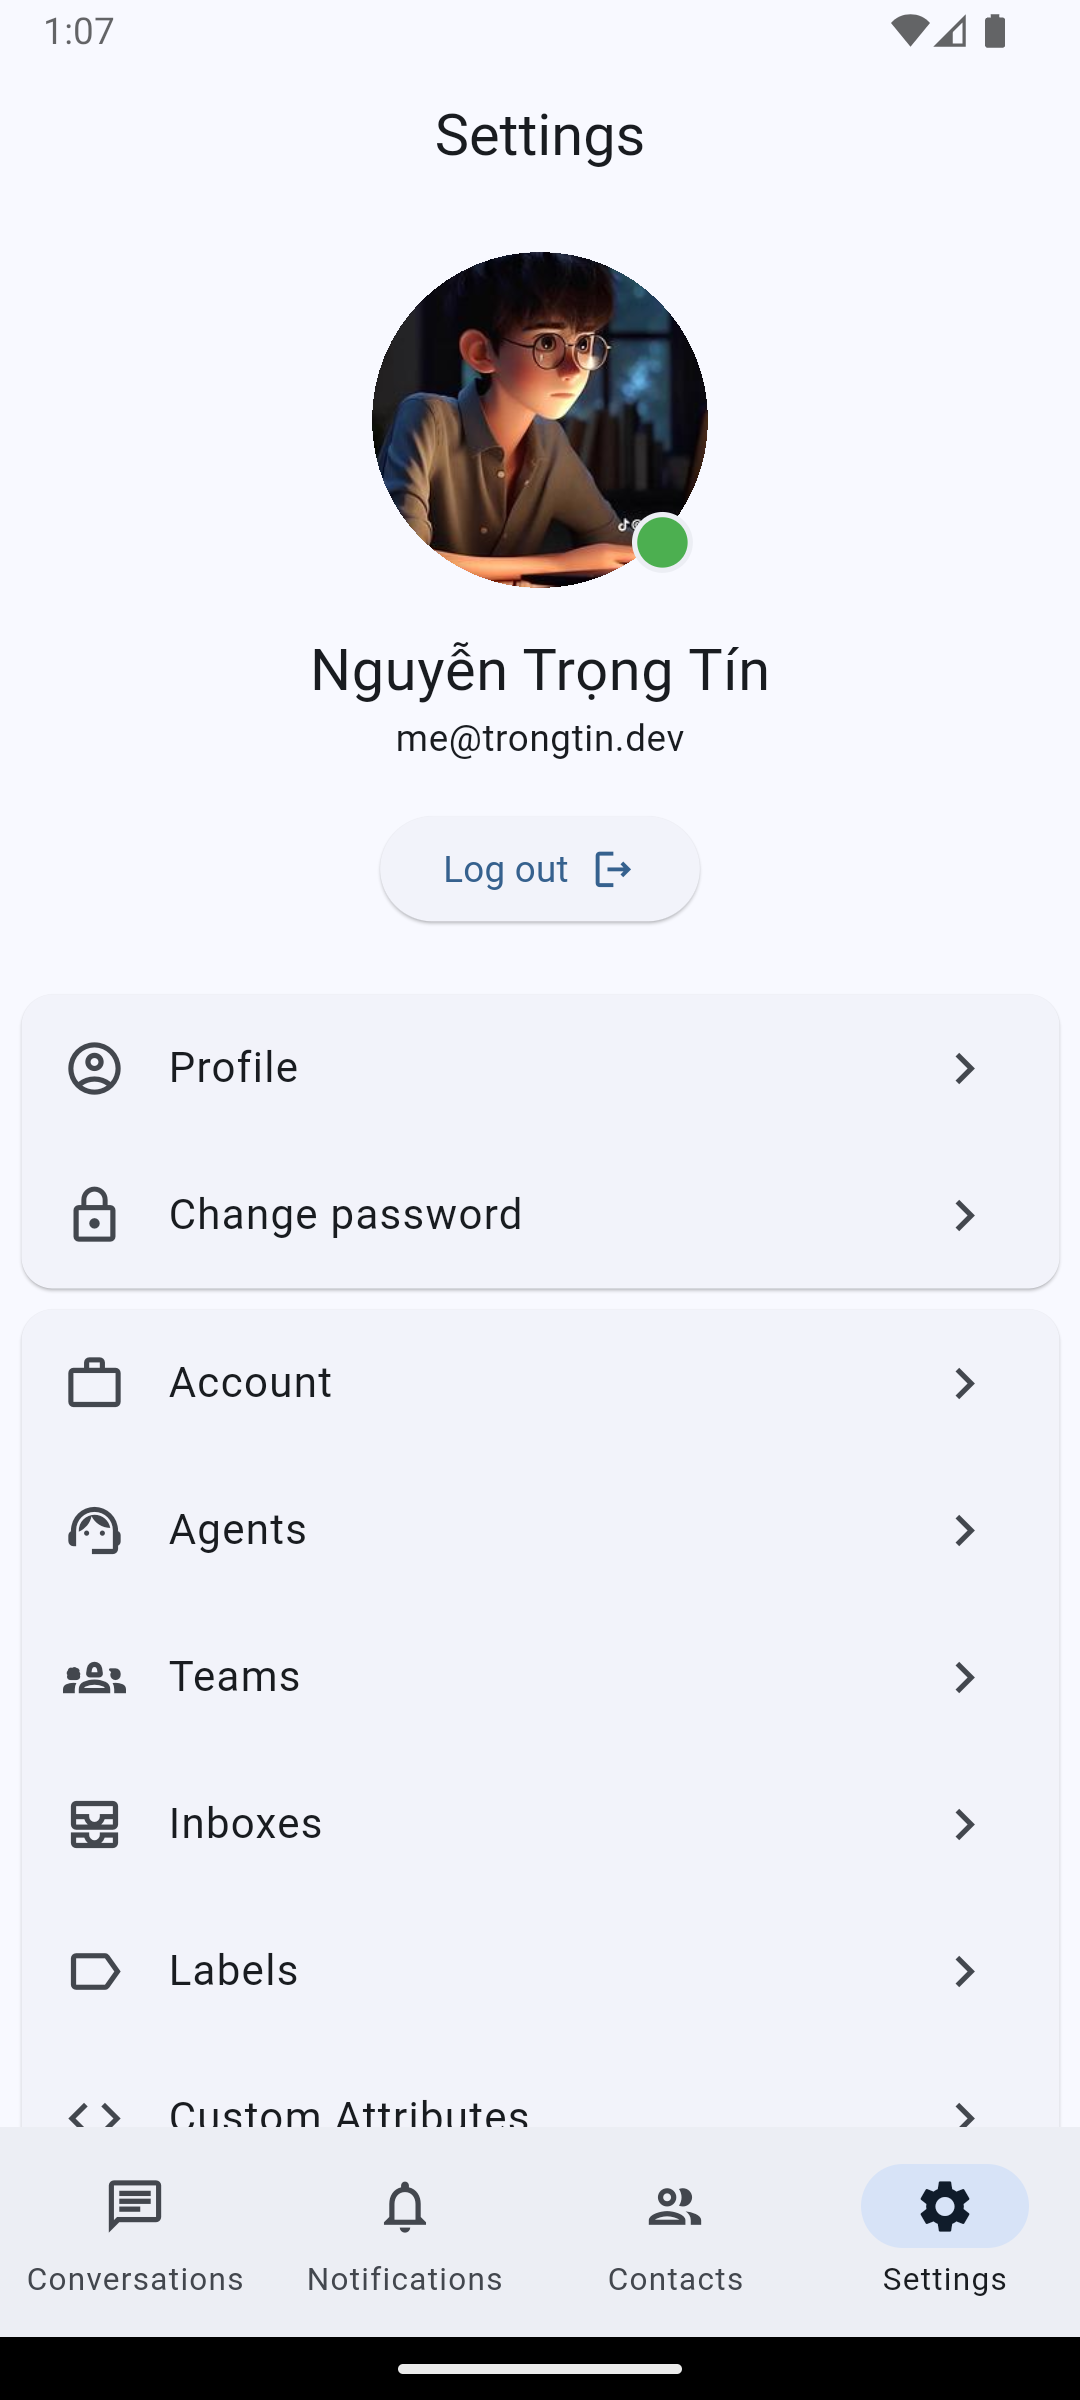 1:07
Settings
Nguyễn Trọng Tín
me@trongtin.dev
Log out
Profile
Change password
Account
Agents
Teams
Inboxes
Labels
Custom Attributes
Conversations
Notifications
Contacts
Settings